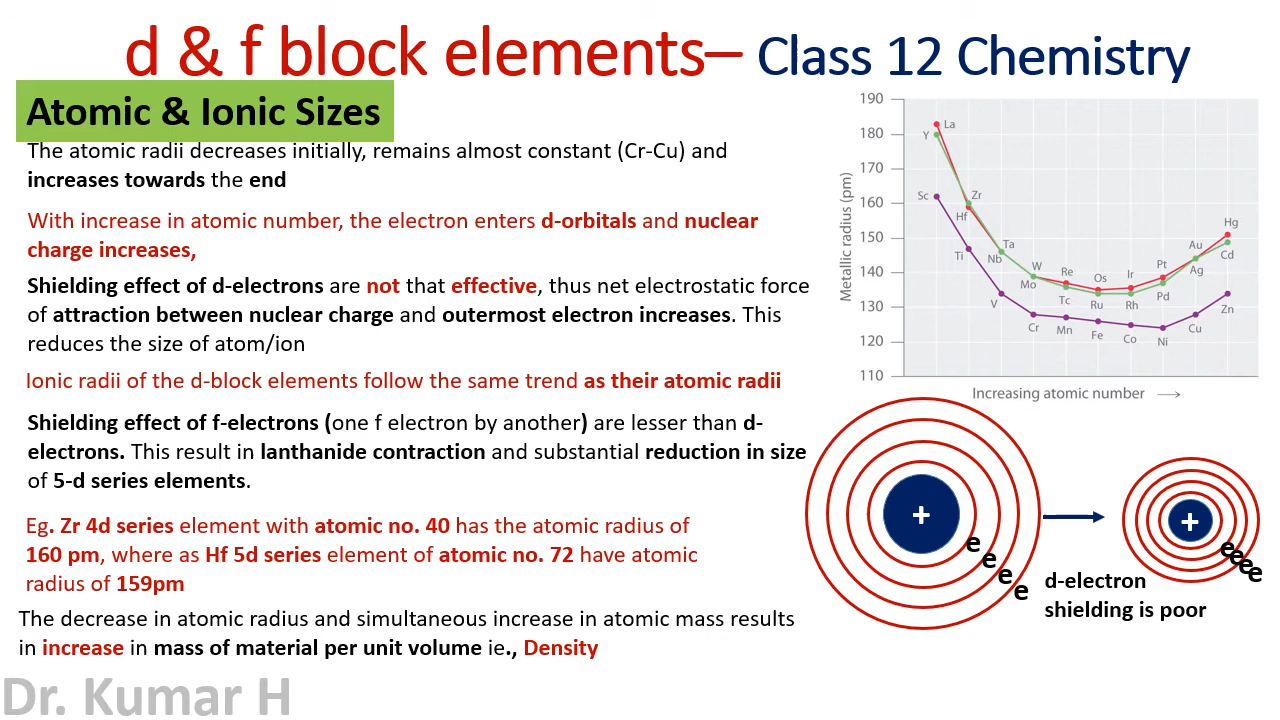 d & f block elements– Class 12 Chemistry
Atomic & Ionic Sizes
The atomic radii decreases initially, remains almost constant (Cr-Cu) and
increases towards the end
With increase in atomic number, the electron enters d-orbitals and nuclear
charge increases,
Shielding effect of d-electrons are not that effective, thus net electrostatic force
of attraction between nuclear charge and outermost electron increases. This
reduces the size of atom/ion
Ionic radii of the d-block elements follow the same trend as their atomic radii
Shielding effect of f-electrons (one f electron by another) are lesser than d-
electrons. This result in lanthanide contraction and substantial reduction in size
of 5-d series elements.
Eg. Zr 4d series element with atomic no. 40 has the atomic radius of
160 pm, where as Hf 5d series element of atomic no. 72 have atomic
radius of 159pm
The decrease in atomic radius and simultaneous increase in atomic mass results
in increase in mass of material per unit volume ie., Density
Dr. Kumar H
Metallic radius (pm)
190
180
170
160
150
140
130
120
110
La
Y
Sc
Zr
Hf
Ti
Ta
Nb
V
W
Mo
Cr
Re
Tc
Mn
Os
Ru
Fe
Ir
Rh
Co
Pt
Pd
Ni
Au
Ag
Cu
Hg
Cd
Zn
Increasing atomic number →
+
e
e
e
e
+
e
e
e
e
d-electron
shielding is poor